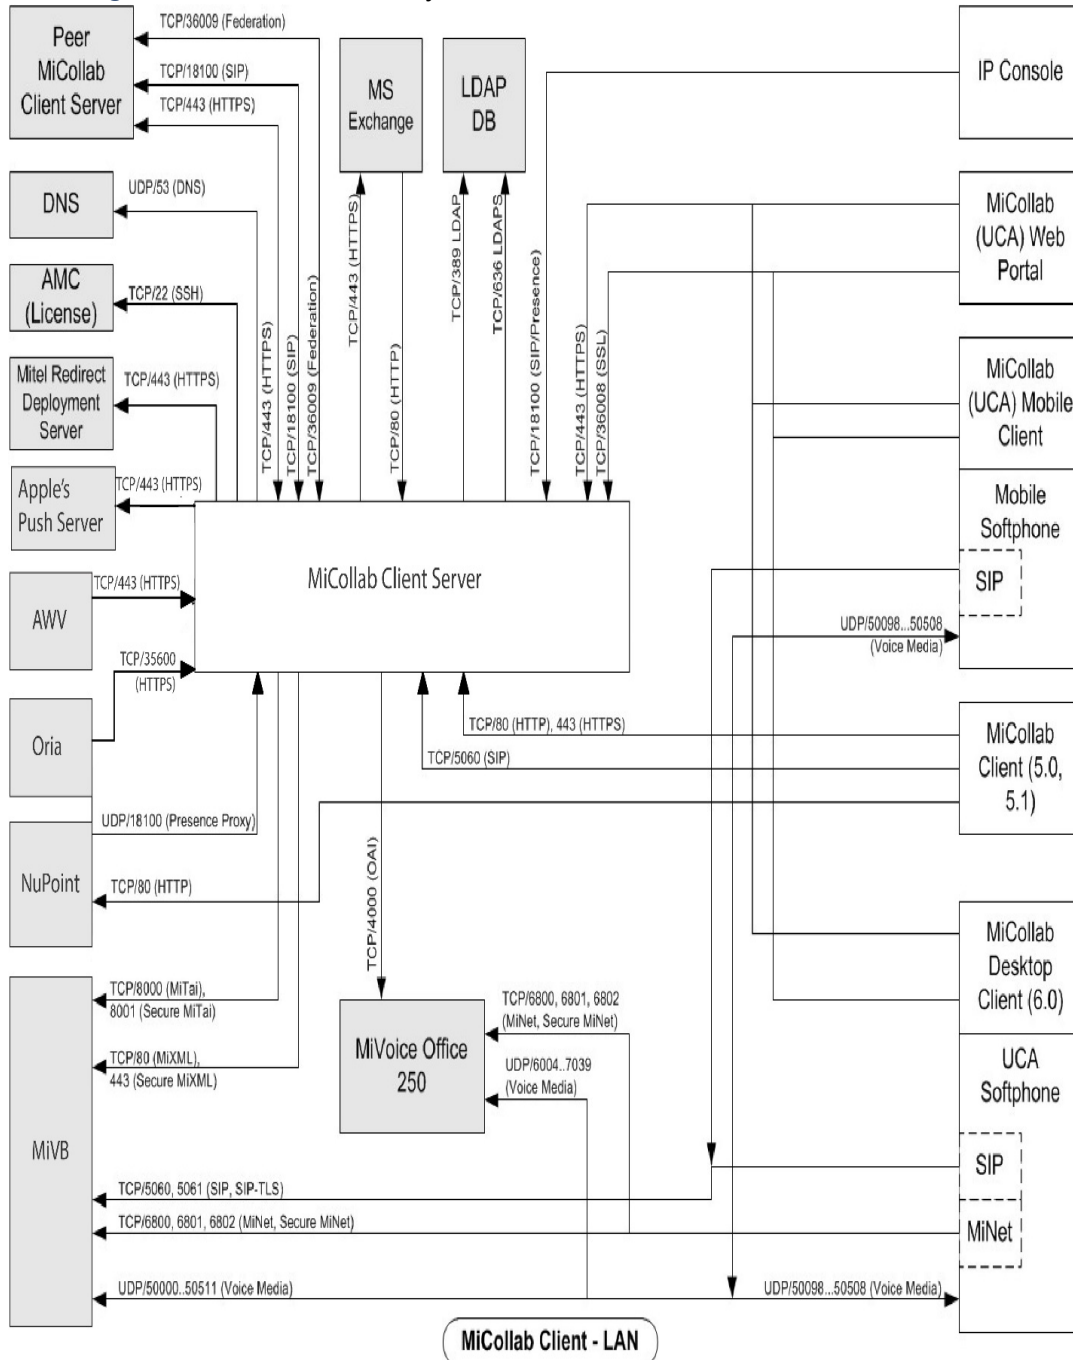 TCP/36009 (Federation)
Peer
MiCollab
Client Server
TCP/18100 (SIP)
TCP/443 (HTTPS)
MS
Exchange
LDAP
DB
IP Console
UDP/53 (DNS)
DNS
MiCollab
(UCA) Web
Portal
AMC
(License)
TCP/22 (SSH)
Mitel Redirect
Deployment
Server
TCP/443 (HTTPS)
MiCollab
(UCA) Mobile
Client
Apple's
Push Server
TCP/443 (HTTPS)
TCP/443 (HTTPS)
TCP/18100 (SIP)
TCP/36009 (Federation)
TCP/443 (HTTPS)
TCP/80 (HTTP)
TCP/389 LDAP
TCP/636 LDAPS
TCP/18100 (SIP/Presence)
TCP/443 (HTTPS)
TCP/36008 (SSL)
Mobile
Softphone
SIP
MiCollab Client Server
AWV
TCP/443 (HTTPS)
UDP/50098...50508
(Voice Media)
TCP/35600
(HTTPS)
Oria
TCP/80 (HTTP), 443 (HTTPS)
TCP/5060 (SIP)
MiCollab
Client (5.0,
5.1)
UDP/18100 (Presence Proxy)
NuPoint
TCP/80 (HTTP)
TCP/4000 (OAI)
MiCollab
Desktop
Client (6.0)
TCP/8000 (MiTai),
8001 (Secure MiTai)
TCP/80 (MiXML),
443 (Secure MiXML)
MiVoice Office
250
TCP/6800, 6801, 6802
(MiNet, Secure MiNet)
UDP/6004..7039
(Voice Media)
UCA
Softphone
MiVB
SIP
MiNet
TCP/5060, 5061 (SIP, SIP-TLS)
TCP/6800, 6801, 6802 (MiNet, Secure MiNet)
UDP/50000..50511 (Voice Media)
UDP/50098...50508 (Voice Media)
MiCollab Client - LAN